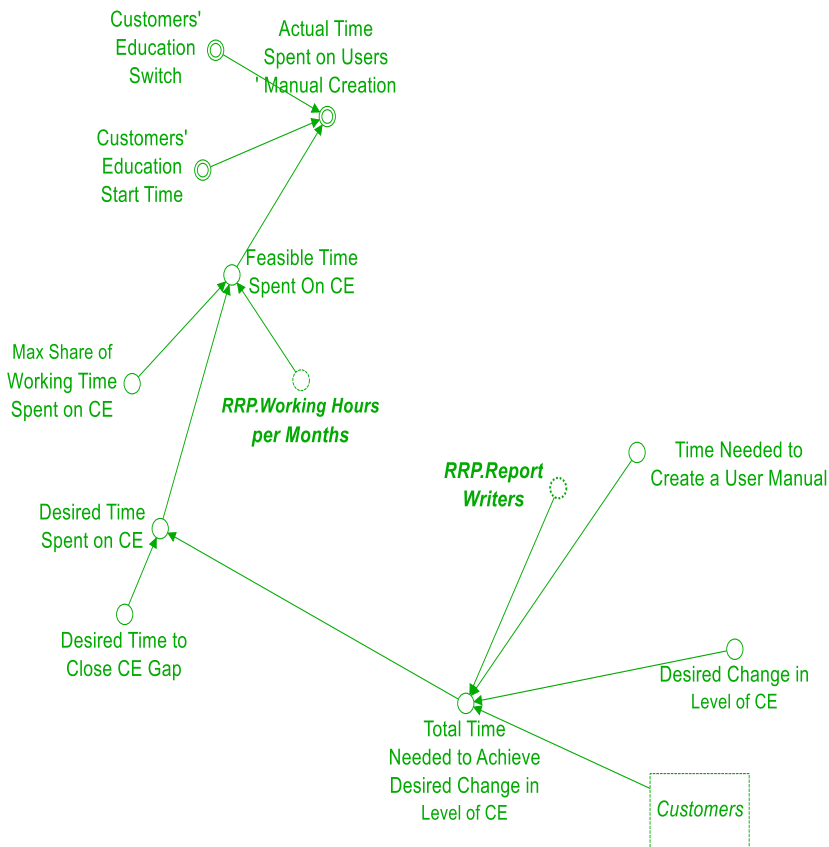 Customers'
Education
Switch
Actual Time
Spent on Users
' Manual Creation
Customers'
Education
Start Time
Feasible Time
Spent On CE
Max Share of
Working Time
Spent on CE
RRP.Working Hours
per Months
RRP.Report
Writers
Time Needed to
Create a User Manual
Desired Time
Spent on CE
Desired Time to
Close CE Gap
Desired Change in
Level of CE
Total Time
Needed to Achieve
Desired Change in
Level of CE
Customers